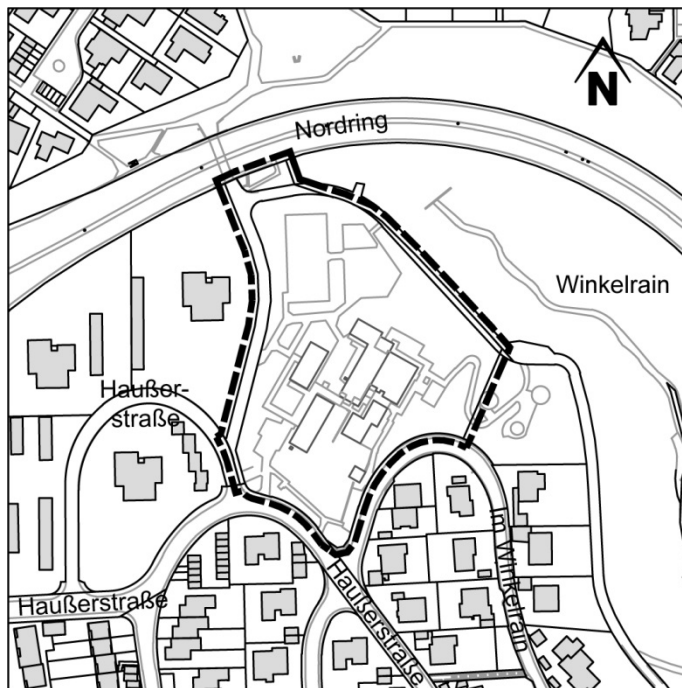 N
Nordring
Winkelrain
Haußer-
straße
Im Winkelrain
Haußerstraße
Haußerstraße